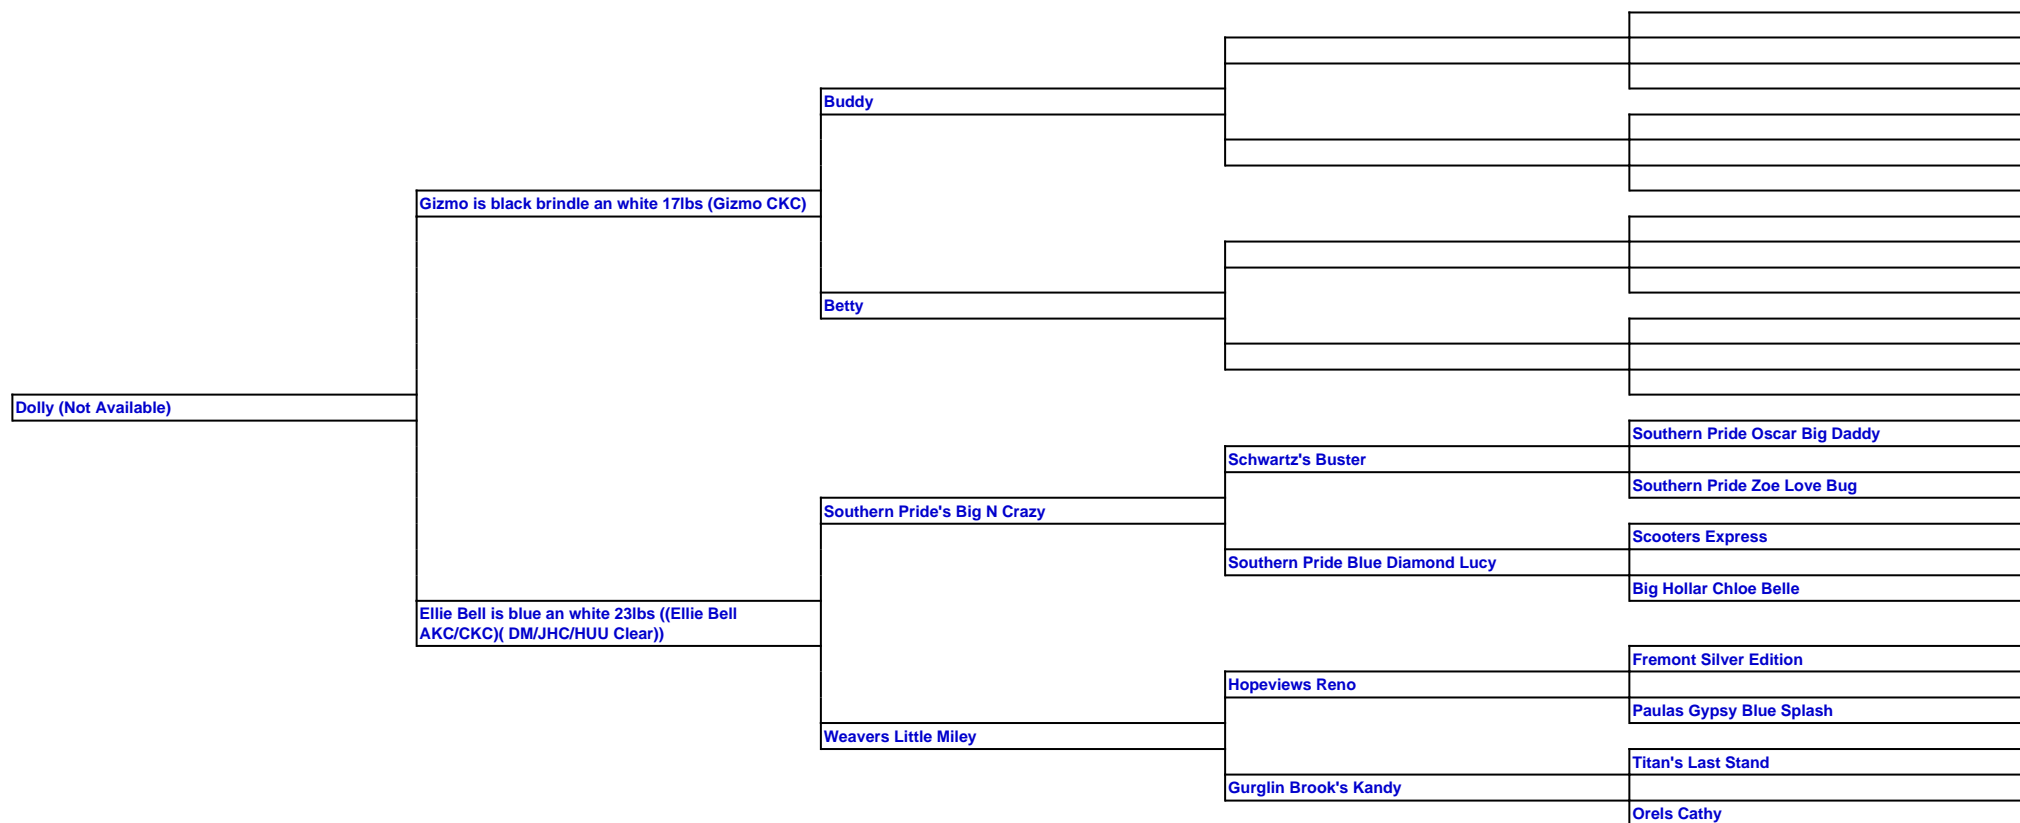 Buddy
Gizmo is black brindle an white 17lbs (Gizmo CKC)
Betty
Dolly (Not Available)
Southern Pride Oscar Big Daddy
Schwartz's Buster
Southern Pride Zoe Love Bug
Southern Pride's Big N Crazy
Scooters Express
Southern Pride Blue Diamond Lucy
Big Hollar Chloe Belle
Ellie Bell is blue an white 23lbs ((Ellie Bell
AKC/CKC)( DM/JHC/HUU Clear))
Fremont Silver Edition
Hopeviews Reno
Paulas Gypsy Blue Splash
Weavers Little Miley
Titan's Last Stand
Gurglin Brook's Kandy
Orels Cathy